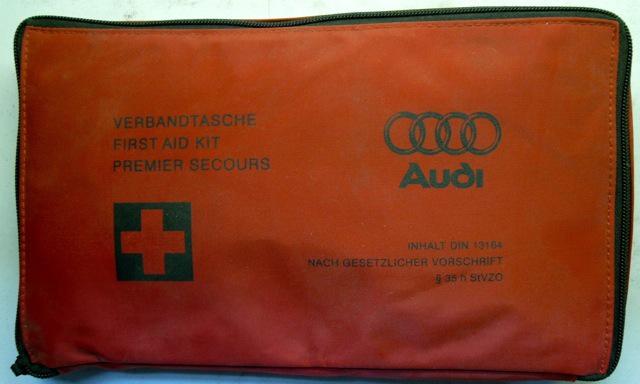 VERBANDTASCHE
FIRST AID KIT
PREMIER SECOURS
Audi
INHALT DIN 13164
NACH GESETZLICHER VORSCHRIFT
§ 35 h StVZO